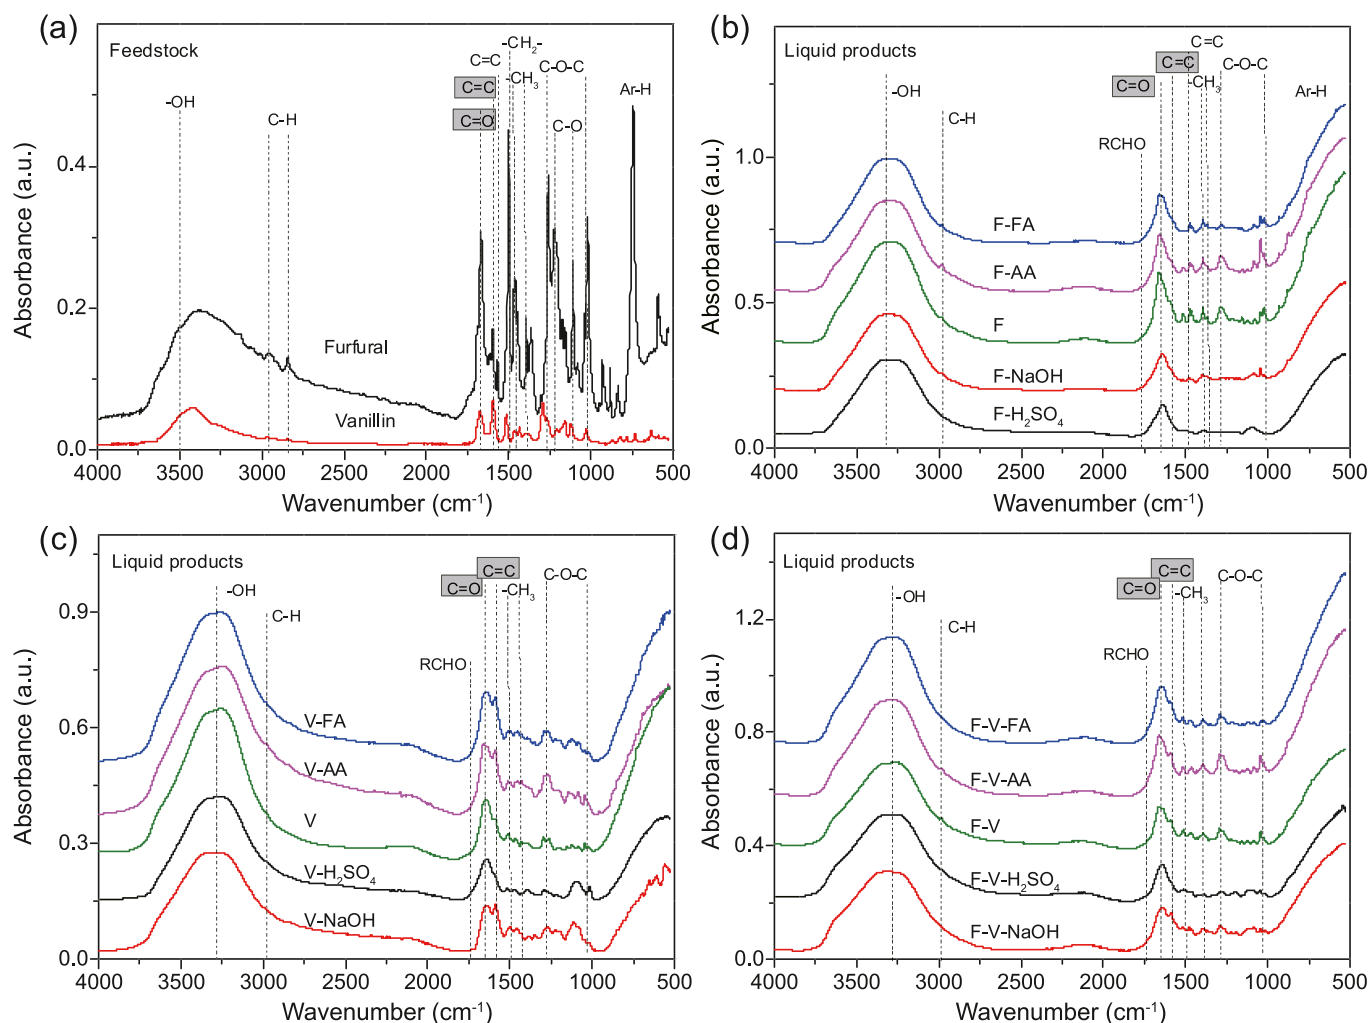 (a)
Feedstock
-OH
C-H
C=C
C=C
C=O
-CH₂-
-CH₃
C-O-C
C-O
Ar-H
Furfural
Vanillin
0.4
0.2
0.0
Absorbance (a.u.)
4000 3500 3000 2500 2000 1500 1000 500
Wavenumber (cm⁻¹)
(b)
Liquid products
-OH
C-H
RCHO
C=O
C=C
C=C
-CH₃
C-O-C
Ar-H
F-FA
F-AA
F
F-NaOH
F-H₂SO₄
1.0
0.5
0.0
Absorbance (a.u.)
4000 3500 3000 2500 2000 1500 1000 500
Wavenumber (cm⁻¹)
(c)
Liquid products
-OH
C-H
RCHO
C=O
C=C
-CH₃
C-O-C
V-FA
V-AA
V
V-H₂SO₄
V-NaOH
0.9
0.6
0.3
0.0
Absorbance (a.u.)
4000 3500 3000 2500 2000 1500 1000 500
Wavenumber (cm⁻¹)
(d)
Liquid products
-OH
C-H
RCHO
C=O
C=C
-CH₃
C-O-C
F-V-FA
F-V-AA
F-V
F-V-H₂SO₄
F-V-NaOH
1.2
0.8
0.4
0.0
Absorbance (a.u.)
4000 3500 3000 2500 2000 1500 1000 500
Wavenumber (cm⁻¹)